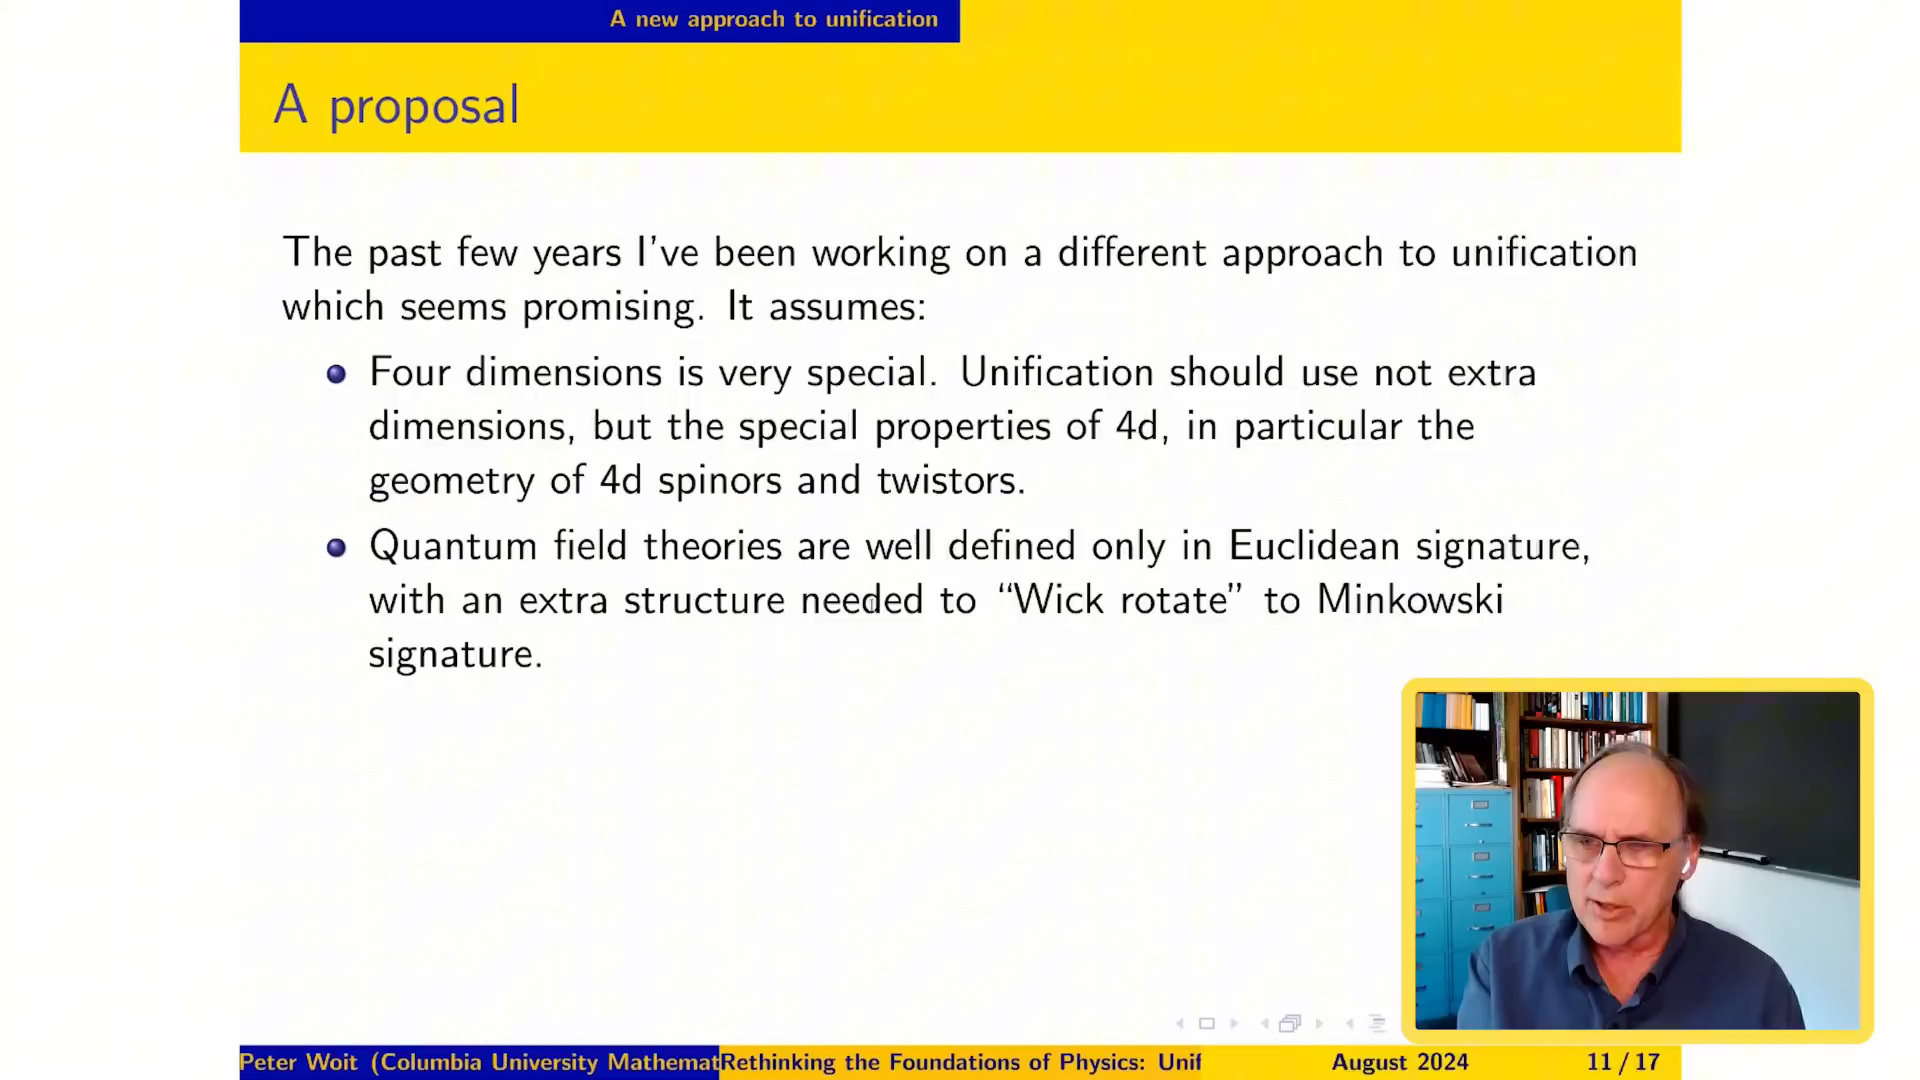 A new approach to unification
A proposal
The past few years I've been working on a different approach to unification
which seems promising. It assumes:
Four dimensions is very special. Unification should use not extra
dimensions, but the special properties of 4d, in particular the
geometry of 4d spinors and twistors.
Quantum field theories are well defined only in Euclidean signature,
with an extra structure needed to “Wick rotate” to Minkowski
signature.
Peter Woit (Columbia University Mathemat Rethinking the Foundations of Physics: Unif August 2024 11 / 17